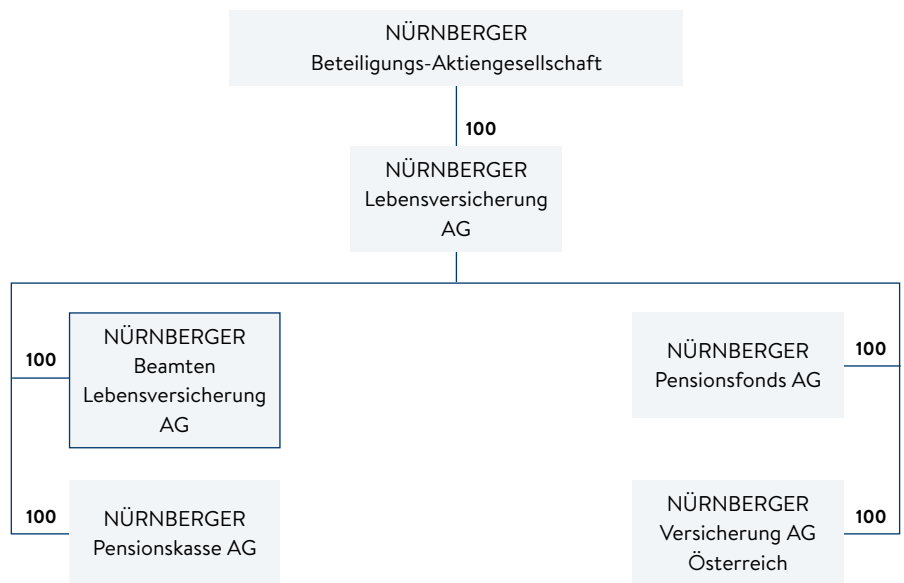 NÜRNBERGER
Beteiligungs-Aktiengesellschaft
100
NÜRNBERGER
Lebensversicherung
AG
100
NÜRNBERGER
Beamten
Lebensversicherung
AG
NÜRNBERGER
Pensionsfonds AG
100
100
NÜRNBERGER
Pensionskasse AG
NÜRNBERGER
Versicherung AG
Österreich
100